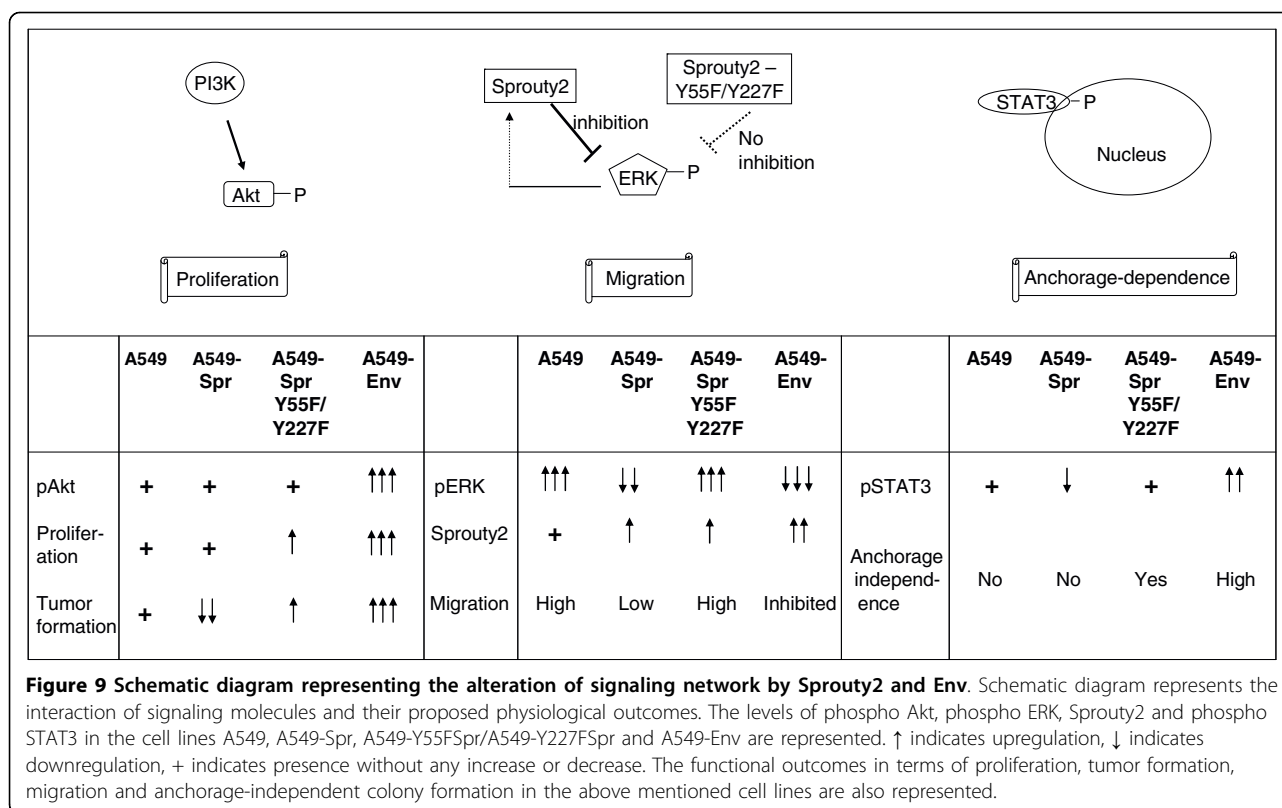 PI3K
Akt
P
Proliferation
Sprouty2
inhibition
Sprouty2 –
Y55F/Y227F
No
inhibition
ERK
P
Migration
STAT3
P
Nucleus
Anchorage-dependence
A549 A549-Spr A549-Spr Y55F/Y227F A549-Env
pAkt + + + ↑↑↑
Prolifer-
ation + + ↑ ↑↑↑
Tumor
formation + ↓↓ ↑ ↑↑↑
A549 A549-Spr A549-Spr Y55F Y227F A549-Env
pERK ↑↑↑ ↓↓ ↑↑↑ ↓↓↓
Sprouty2 + ↑ ↑ ↑↑
Migration High Low High Inhibited
A549 A549-Spr A549-Spr Y55F/Y227F A549-Env
pSTAT3 + ↓ + ↑↑
Anchorage
independ-
ence No No Yes High
Figure 9 Schematic diagram representing the alteration of signaling network by Sprouty2 and Env. Schematic diagram represents the
interaction of signaling molecules and their proposed physiological outcomes. The levels of phospho Akt, phospho ERK, Sprouty2 and phospho
STAT3 in the cell lines A549, A549-Spr, A549-Y55FSpr/A549-Y227FSpr and A549-Env are represented. ↑ indicates upregulation, ↓ indicates
downregulation, + indicates presence without any increase or decrease. The functional outcomes in terms of proliferation, tumor formation,
migration and anchorage-independent colony formation in the above mentioned cell lines are also represented.